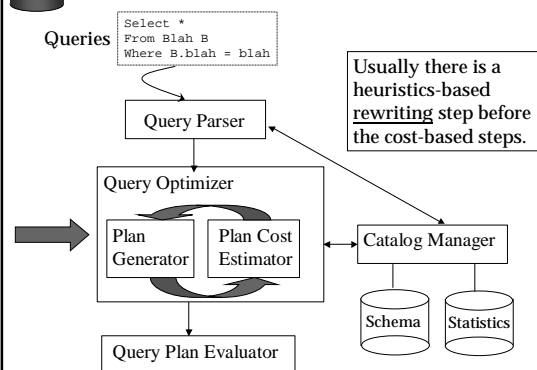 Queries
Select *
From Blah B
Where B.blah = blah
Usually there is a
heuristics-based
rewriting step before
the cost-based steps.
Query Parser
Query Optimizer
Plan
Generator
Plan Cost
Estimator
Catalog Manager
Schema
Statistics
Query Plan Evaluator